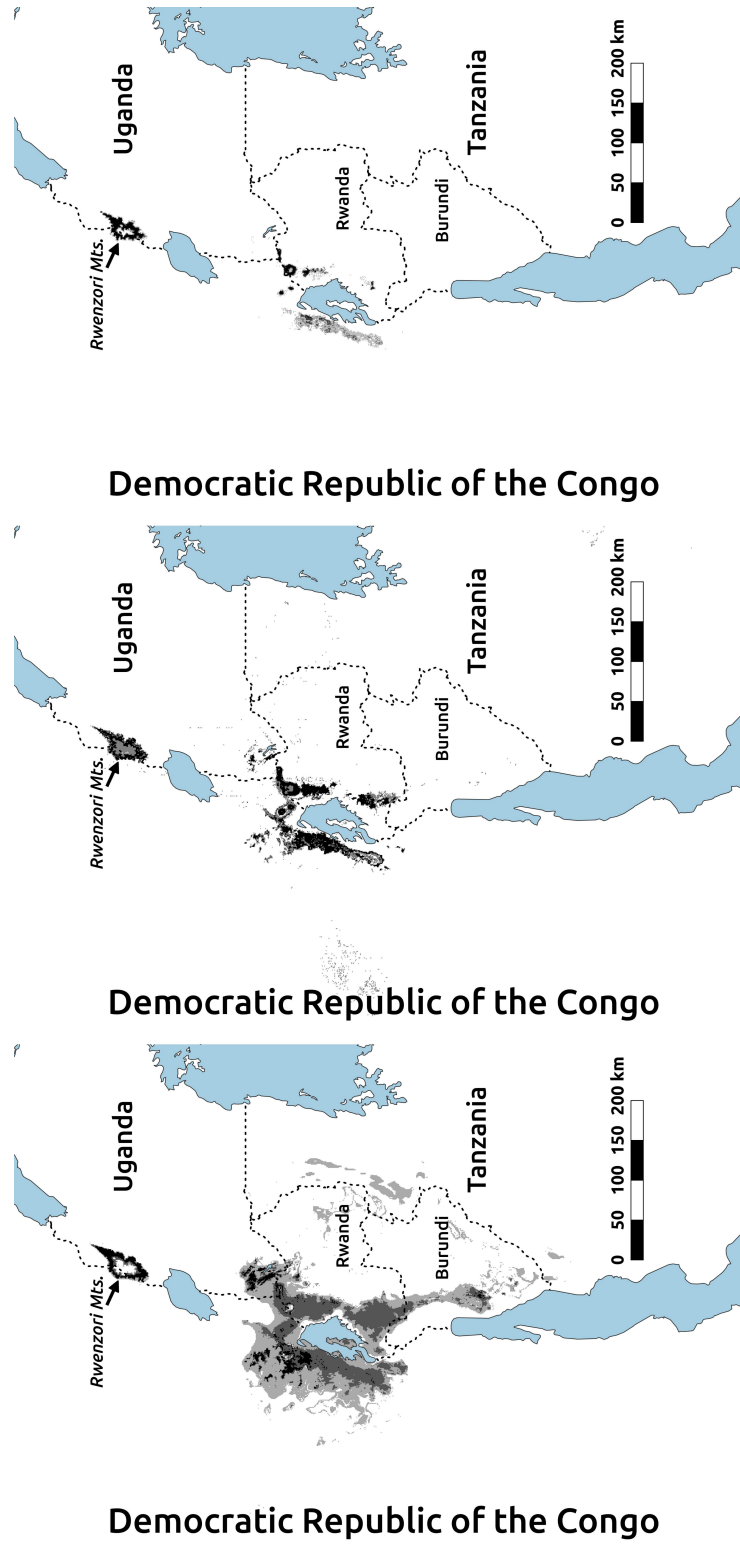 Uganda
Rwenzori Mts.
Rwanda
Burundi
Tanzania
0 50 100 150 200 km
Democratic Republic of the Congo
Uganda
Rwenzori Mts.
Rwanda
Burundi
Tanzania
0 50 100 150 200 km
Democratic Republic of the Congo
Uganda
Rwenzori Mts.
Rwanda
Burundi
Tanzania
0 50 100 150 200 km
Democratic Republic of the Congo